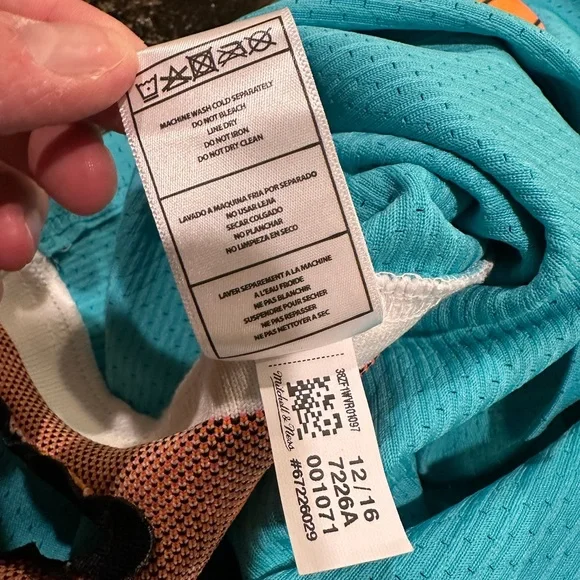 MACHINE WASH COLD SEPARATELY
DO NOT BLEACH
LINE DRY
DO NOT IRON
DO NOT DRY CLEAN
LAVADO A MAQUINA FRIA POR SEPARADO
NO USAR LEJIA
SECAR COLGADO
NO PLANCHAR
NO LIMPIEZA EN SECO
LAVER SEPAREMENT A LA MACHINE
A L'EAU FROIDE
NE PAS BLANCHIR
SUSPENDRE POUR SECHER
NE PAS REPASSER
NE PAS NETTOYER A SEC
38ZF1WVR01097
12/16
7226A
001071
Mitchell & Ness
#67226029